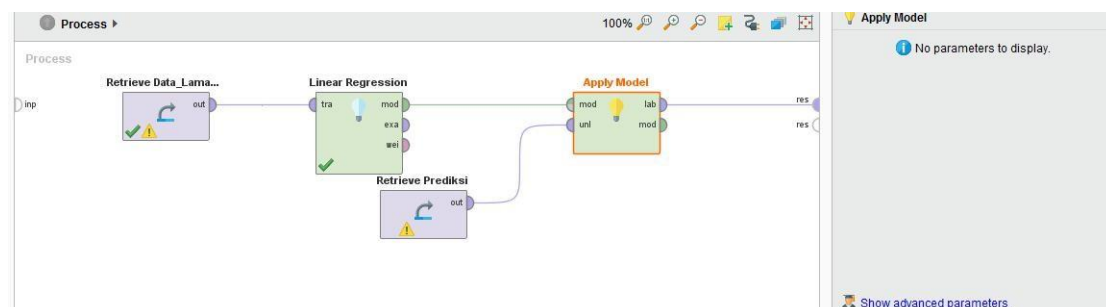 Process
100%
Apply Model
No parameters to display.
Process
Retrieve Data_Lama...
Linear Regression
Apply Model
inp
out
tra
mod
exa
wei
mod
unl
lab
mod
res
res
Retrieve Prediksi
out
Show advanced parameters